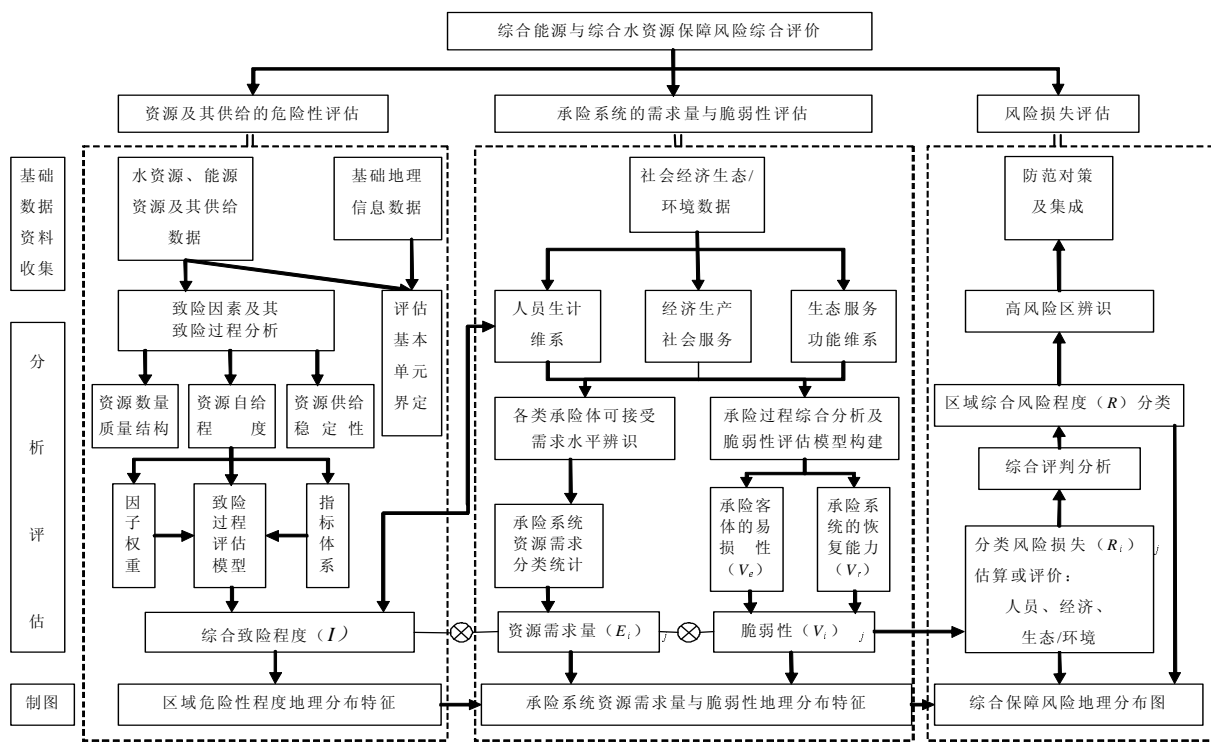 综合能源与综合水资源保障风险综合评价
资源及其供给的危险性评估
承险系统的需求量与脆弱性评估
风险损失评估
基础
数据
资料
收集
水资源、能源
资源及其供给
数据
基础地理
信息数据
社会经济生态/
环境数据
防范对策
及集成
致险因素及其
致险过程分析
评估
基本
单元
界定
人员生计
维系
经济生产
社会服务
生态服务
功能维系
高风险区辨识
分
析
评
估
资源数量
质量结构
资源自给
程度
资源供给
稳定性
各类承险体可接受
需求水平辨识
承险过程综合分析及
脆弱性评估模型构建
区域综合风险程度（R）分类
综合评判分析
因子权重
致险
过程
评估
模型
指标体系
承险系统
资源需求
分类统计
承险客
体的易
损性
（Ve）
承险系
统的恢
复能力
（Vr）
分类风险损失（Ri）j
估算或评价：
人员、经济、
生态/环境
综合致险程度（I）
资源需求量（Ei）j
脆弱性（Vi）j
制图
区域危险性程度地理分布特征
承险系统资源需求量与脆弱性地理分布特征
综合保障风险地理分布图